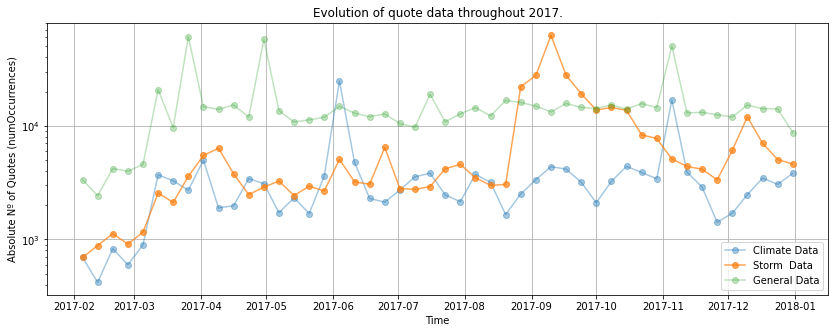 Evolution of quote data throughout 2017.
Absolute Nº of Quotes (numOccurrences)
10⁴
10³
Climate Data
Storm  Data
General Data
2017-02 2017-03 2017-04 2017-05 2017-06 2017-07 2017-08 2017-09 2017-10 2017-11 2017-12 2018-01
Time